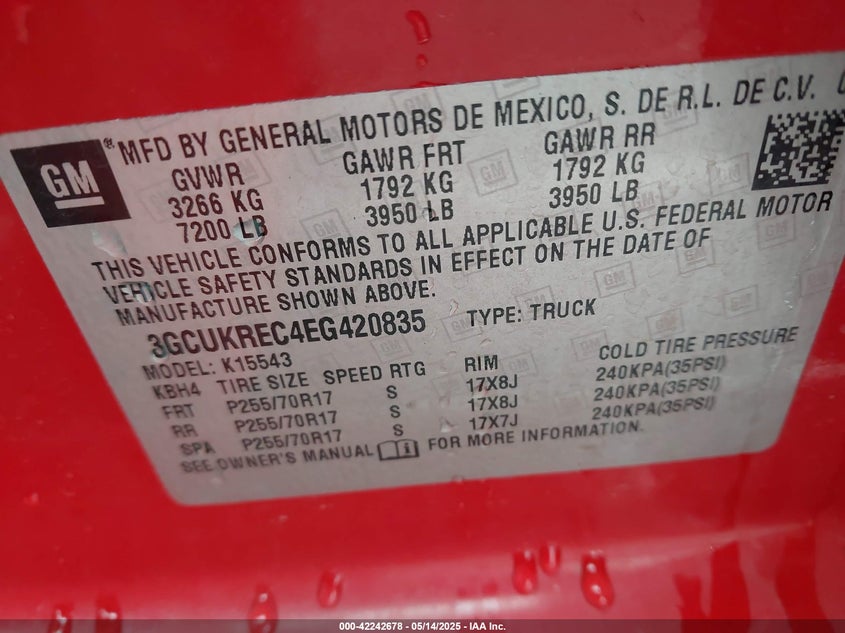 GM
® MFD BY GENERAL MOTORS DE MEXICO, S. DE R.L. DE C.V.
GVWR GAWR FRT GAWR RR
3266 KG 1792 KG 1792 KG
7200 LB 3950 LB 3950 LB
THIS VEHICLE CONFORMS TO ALL APPLICABLE U.S. FEDERAL MOTOR
VEHICLE SAFETY STANDARDS IN EFFECT ON THE DATE OF
MANUFACTURE SHOWN ABOVE.
3GCUKREC4EG420835 TYPE: TRUCK
MODEL: K15543
KBH4 TIRE SIZE SPEED RTG RIM COLD TIRE PRESSURE
FRT P255/70R17 S 17X8J 240KPA(35PSI)
RR P255/70R17 S 17X8J 240KPA(35PSI)
SPA P255/70R17 S 17X7J 240KPA(35PSI)
SEE OWNER'S MANUAL FOR MORE INFORMATION.
000-42242678 - 05/14/2025 - IAA Inc.